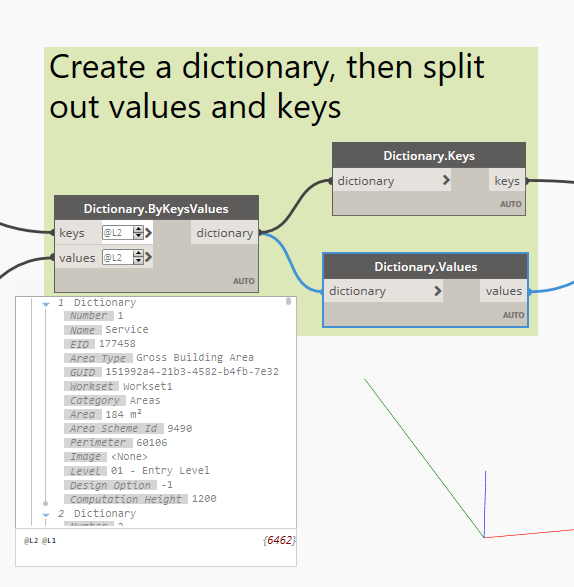 Create a dictionary, then split
out values and keys
Dictionary.Keys
dictionary > keys
AUTO
Dictionary.ByKeysValues
keys @L2 > dictionary
values @L2 >
AUTO
Dictionary.Values
dictionary > values
AUTO
1 Dictionary
Number 1
Name Service
EID 177458
Area Type Gross Building Area
GUID 151992a4-21b3-4582-b4fb-7e32
Workset Workset1
Category Areas
Area 184 m²
Area Scheme Id 9490
Perimeter 60106
Image <None>
Level 01 - Entry Level
Design Option -1
Computation Height 1200
2 Dictionary
Number 2
@L2 @L1 {6462}